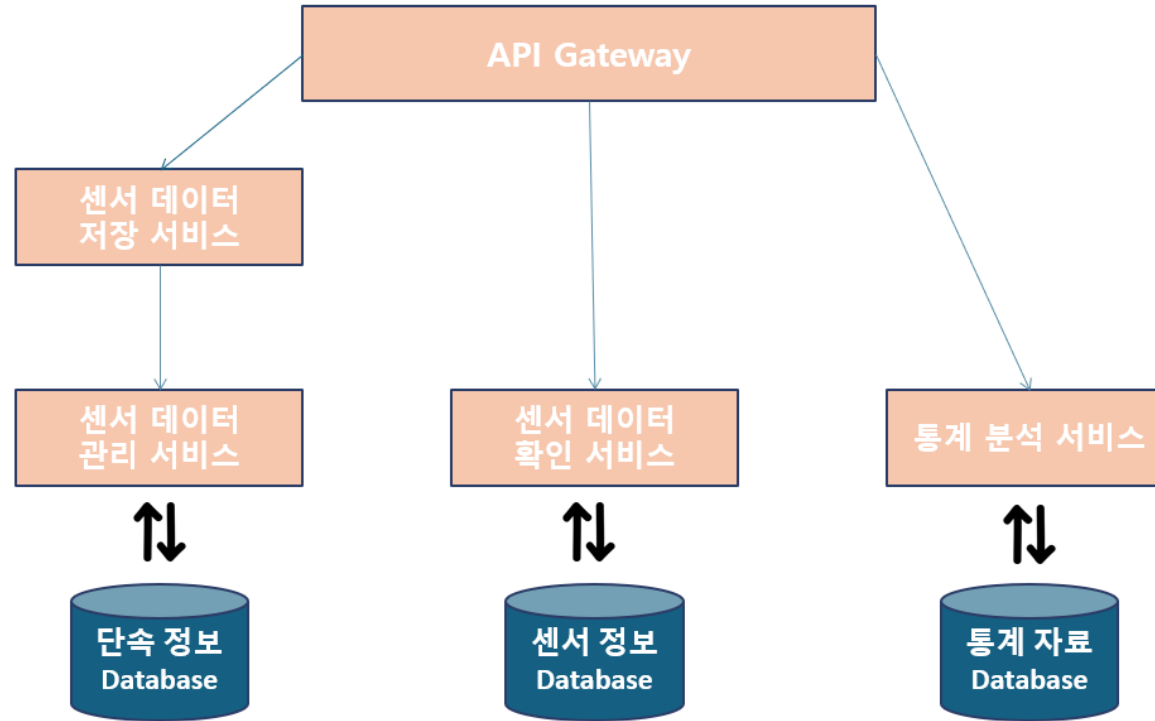 API Gateway
센서 데이터
저장 서비스
센서 데이터
관리 서비스
센서 데이터
확인 서비스
통계 분석 서비스
단속 정보
Database
센서 정보
Database
통계 자료
Database